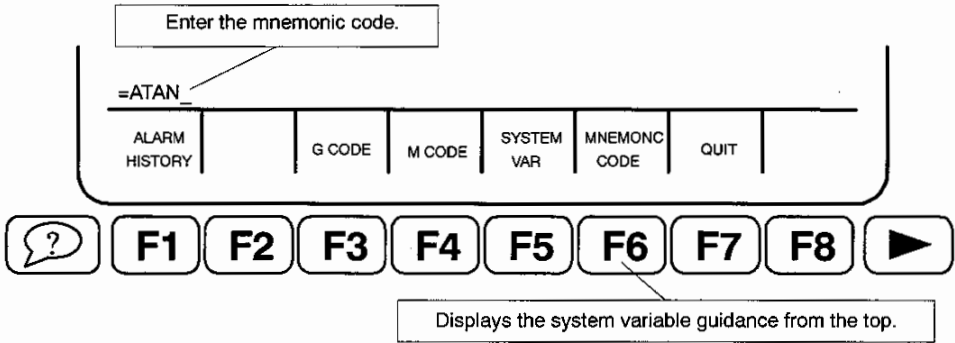 Enter the mnemonic code.
=ATAN_
ALARM
HISTORY
G CODE
M CODE
SYSTEM
VAR
MNEMONC
CODE
QUIT
?
F1
F2
F3
F4
F5
F6
F7
F8
Displays the system variable guidance from the top.